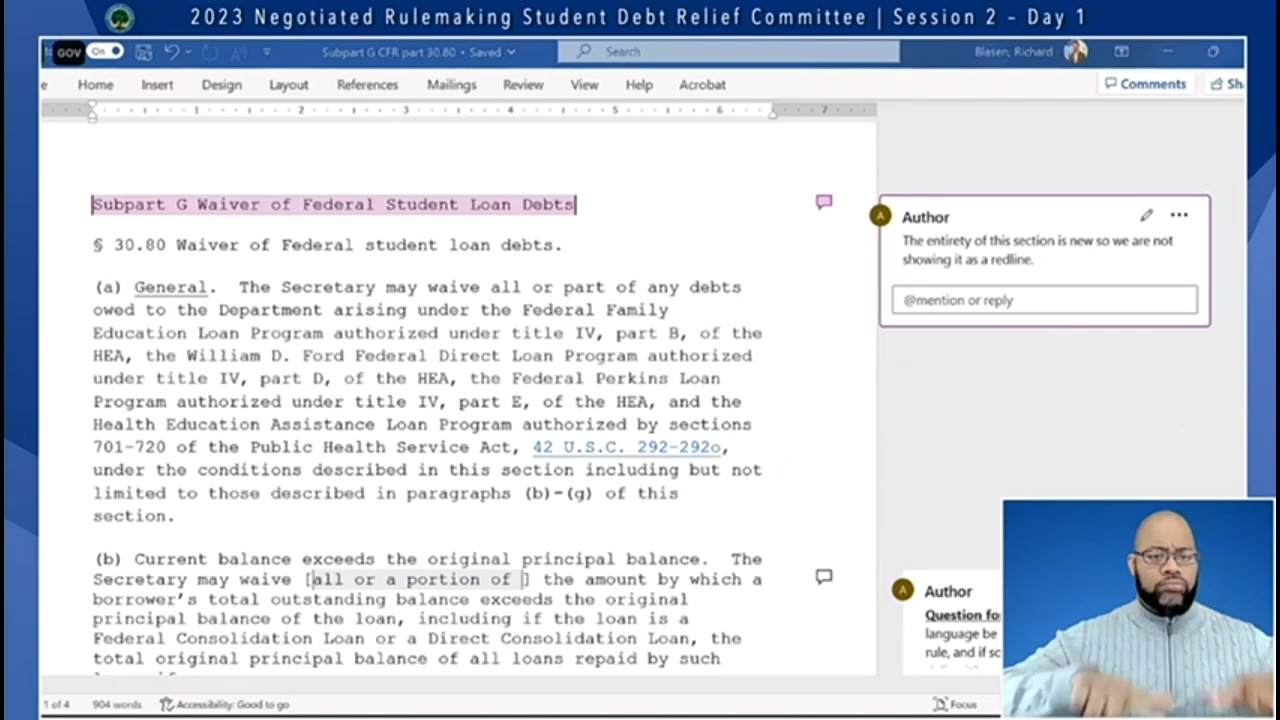 2023 Negotiated Rulemaking Student Debt Relief Committee | Session 2 - Day 1
GOV On Subpart G CFR part 30.80 • Saved Search Blasen, Richard
Home Insert Design Layout References Mailings Review View Help Acrobat Comments Sh
1 2 3 4 5 6 7
Subpart G Waiver of Federal Student Loan Debts
§ 30.80 Waiver of Federal student loan debts.
(a) General. The Secretary may waive all or part of any debts
owed to the Department arising under the Federal Family
Education Loan Program authorized under title IV, part B, of the
HEA, the William D. Ford Federal Direct Loan Program authorized
under title IV, part D, of the HEA, the Federal Perkins Loan
Program authorized under title IV, part E, of the HEA, and the
Health Education Assistance Loan Program authorized by sections
701-720 of the Public Health Service Act, 42 U.S.C. 292-292o,
under the conditions described in this section including but not
limited to those described in paragraphs (b)-(g) of this
section.
(b) Current balance exceeds the original principal balance. The
Secretary may waive [all or a portion of ] the amount by which a
borrower's total outstanding balance exceeds the original
principal balance of the loan, including if the loan is a
Federal Consolidation Loan or a Direct Consolidation Loan, the
total original principal balance of all loans repaid by such
A Author
The entirety of this section is new so we are not
showing it as a redline.
@mention or reply
A Author
Question fo
language be
rule, and if sc
1 of 4 904 words Accessibility: Good to go Focus